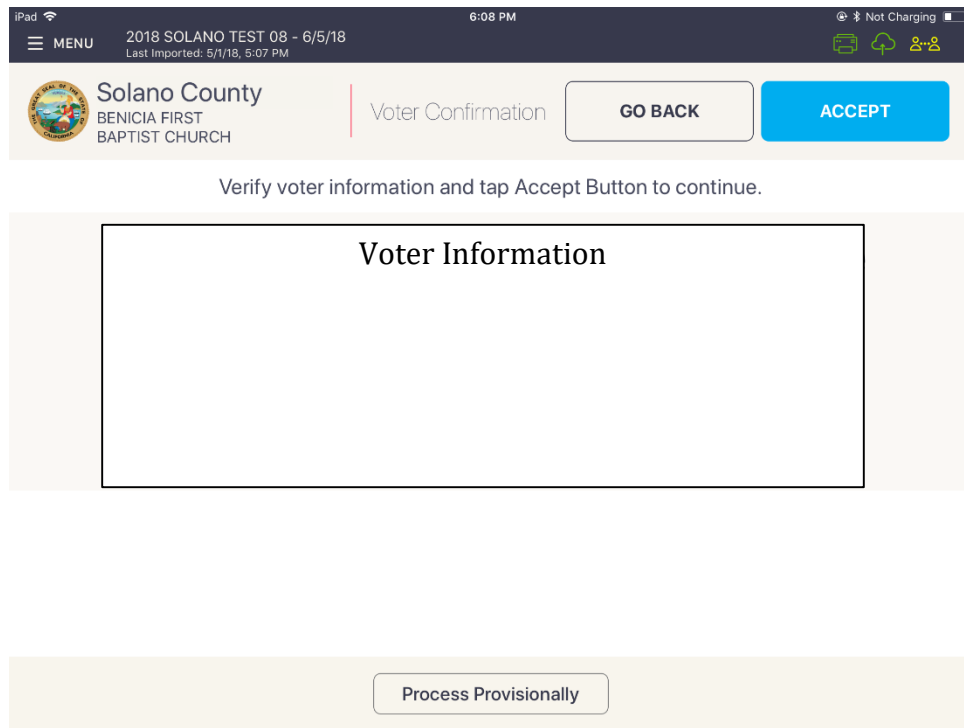 iPad 6:08 PM Not Charging
MENU 2018 SOLANO TEST 08 - 6/5/18
Last Imported: 5/1/18, 5:07 PM
Solano County
BENICIA FIRST
BAPTIST CHURCH
Voter Confirmation GO BACK ACCEPT
Verify voter information and tap Accept Button to continue.
Voter Information
Process Provisionally